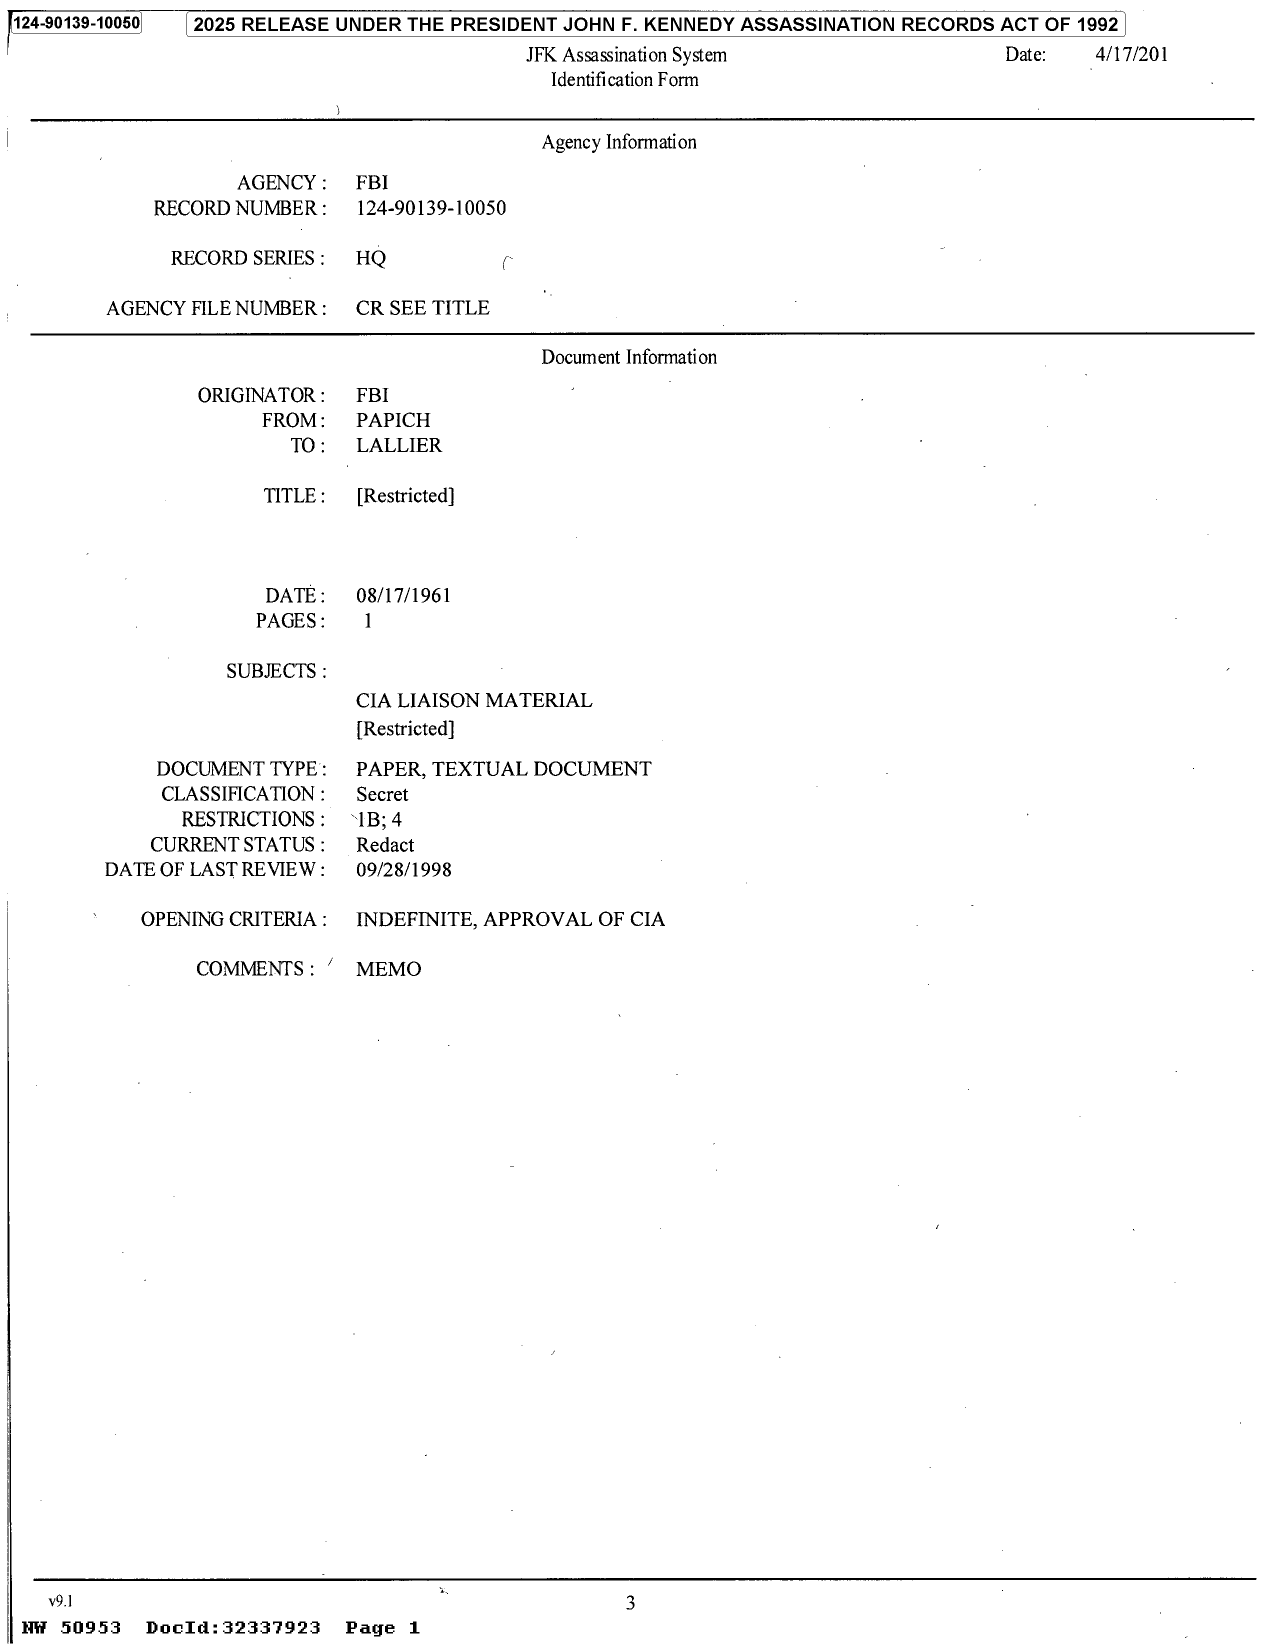 124-90139-10050 2025 RELEASE UNDER THE PRESIDENT JOHN F. KENNEDY ASSASSINATION RECORDS ACT OF 1992
JFK Assassination System Date: 4/17/201
Identification Form
Agency Information
AGENCY : FBI
RECORD NUMBER : 124-90139-10050
RECORD SERIES : HQ
AGENCY FILE NUMBER : CR SEE TITLE
Document Information
ORIGINATOR : FBI
FROM : PAPICH
TO : LALLIER
TITLE : [Restricted]
DATE : 08/17/1961
PAGES : 1
SUBJECTS :
CIA LIAISON MATERIAL
[Restricted]
DOCUMENT TYPE : PAPER, TEXTUAL DOCUMENT
CLASSIFICATION : Secret
RESTRICTIONS : 1B; 4
CURRENT STATUS : Redact
DATE OF LAST REVIEW : 09/28/1998
OPENING CRITERIA : INDEFINITE, APPROVAL OF CIA
COMMENTS : MEMO
v9.1 3
NW 50953 DocId:32337923 Page 1